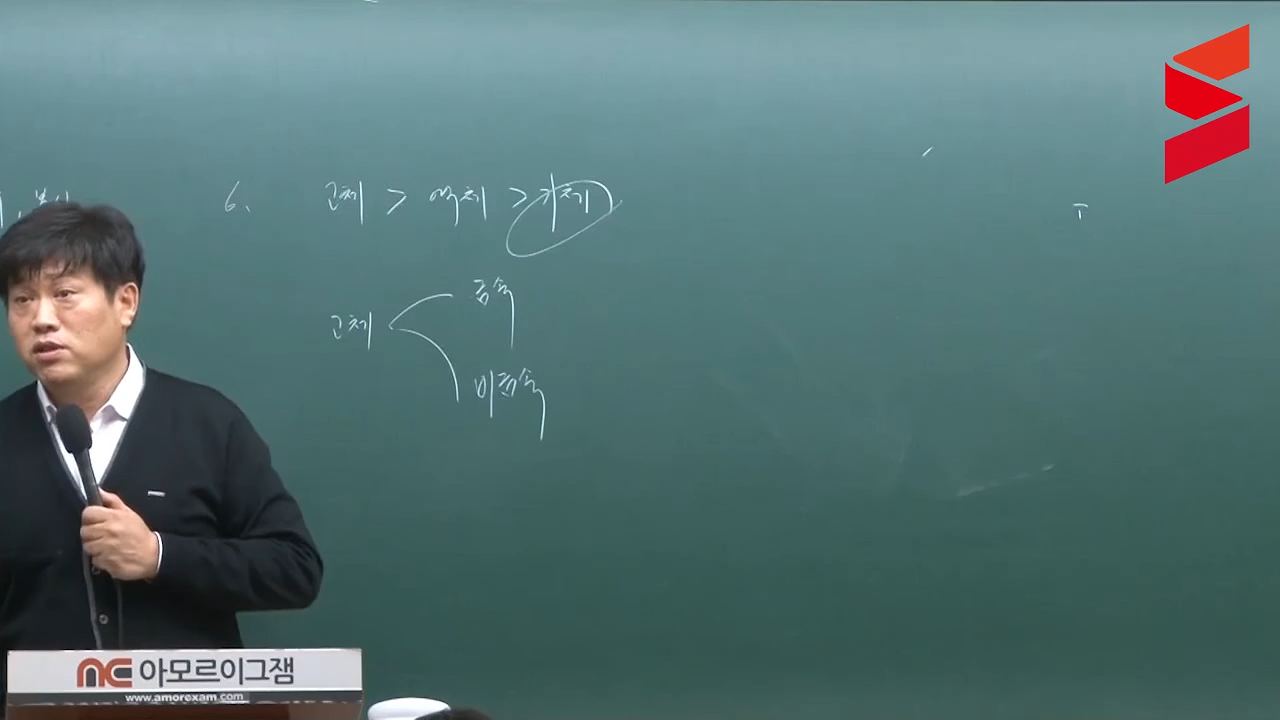 6. 고체 > 액체 > 기체
금속
고체
비금속
아모르이그잼
www.amorexam.com